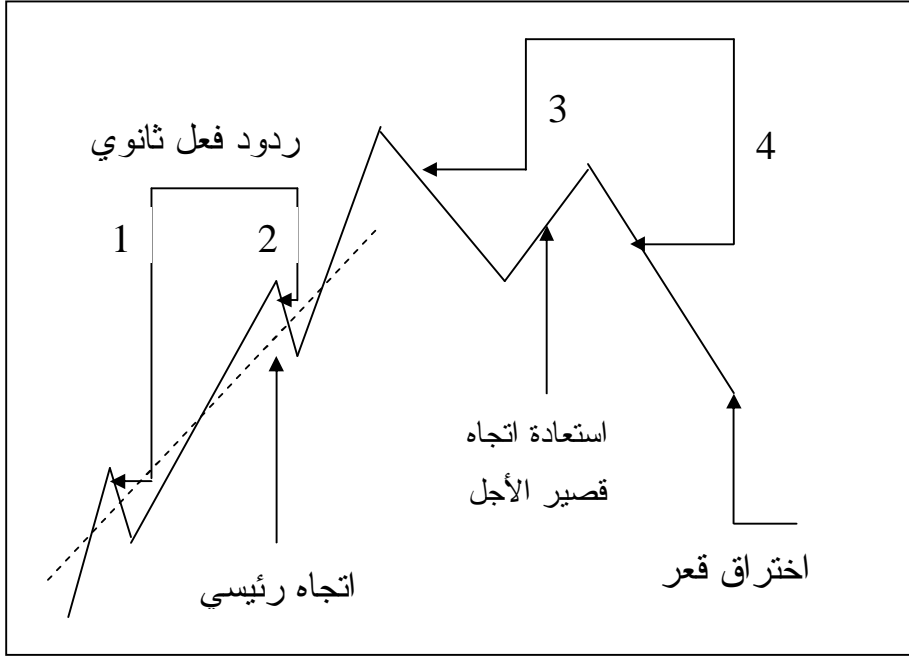 3
4
ردود فعل ثانوي
1
2
استعادة اتجاه
قصير الأجل
اختراق قعر
اتجاه رئيسي